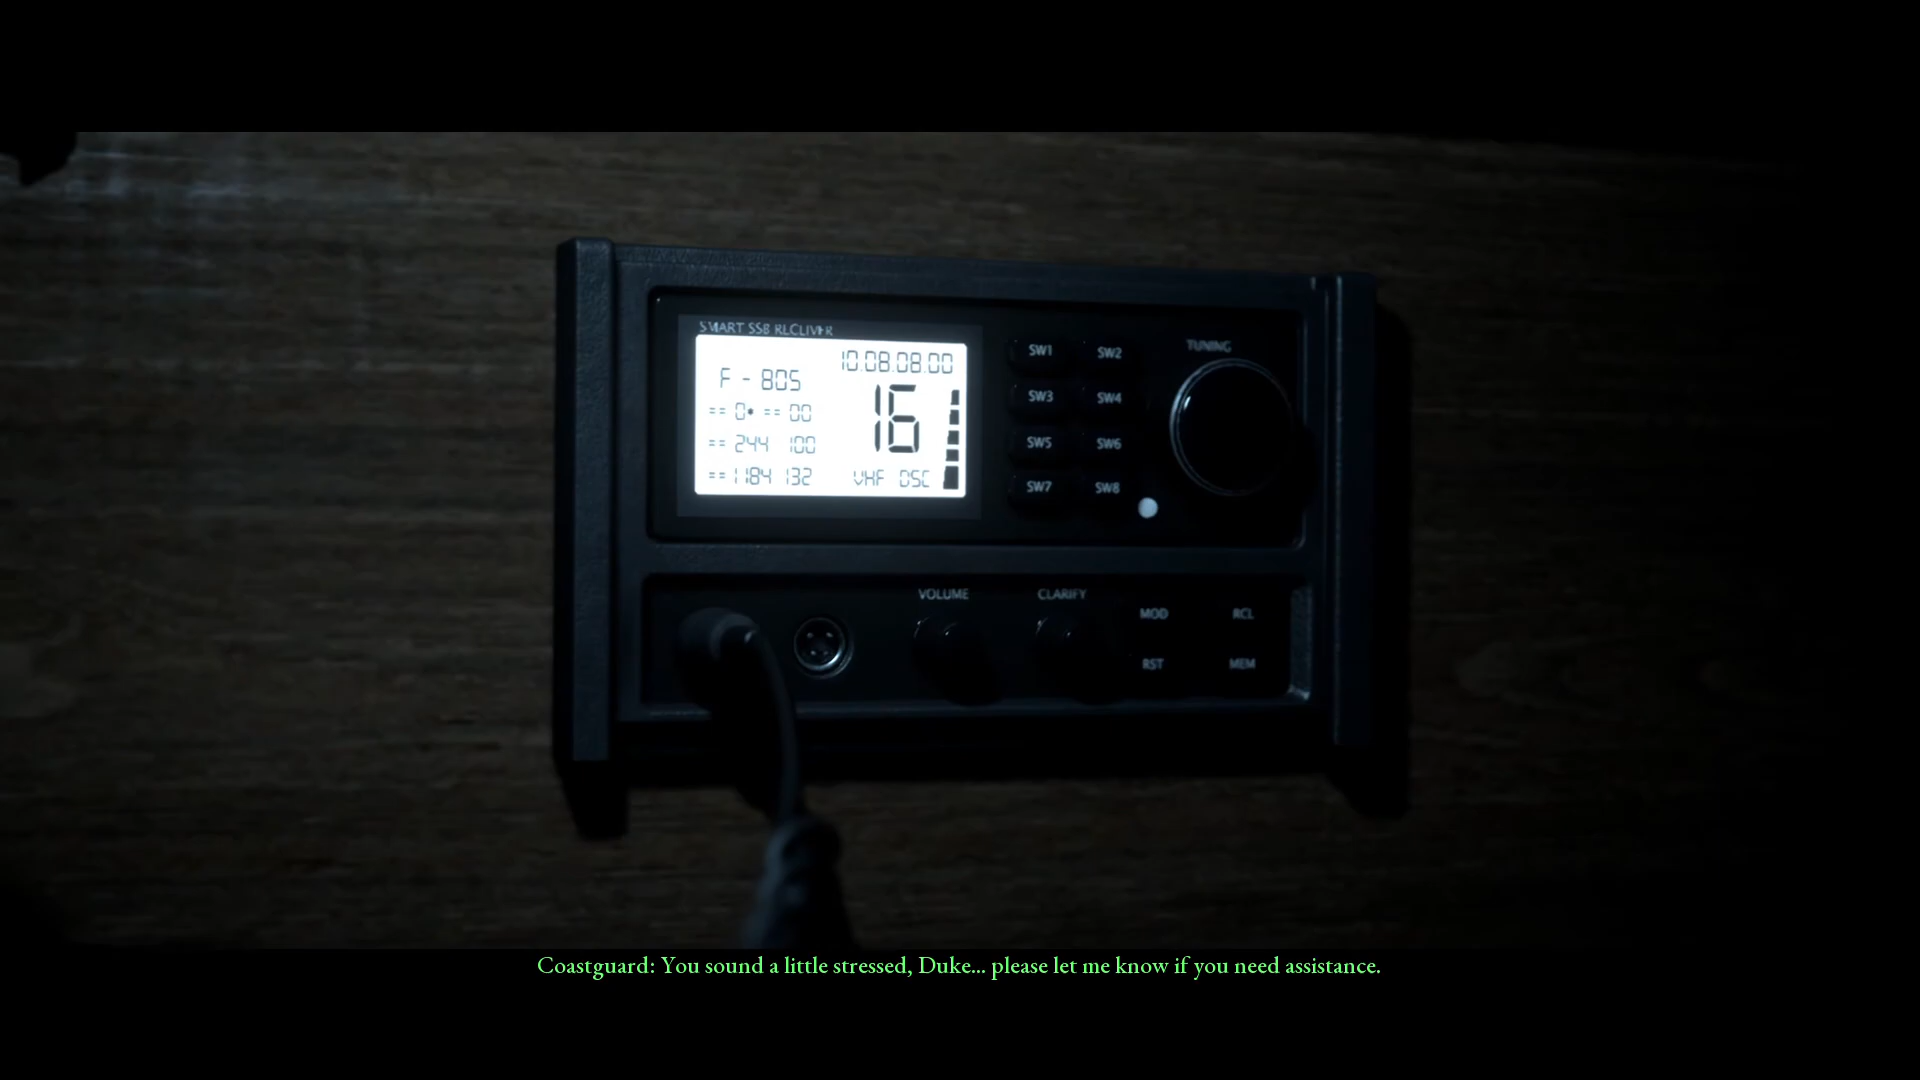 SMART SSB RECLIVER
10.08.08.00
F - 805
16
== 0• == 00
== 244 100
== 1184 132
VHF DSC
SW1 SW2
SW3 SW4
SW5 SW6
SW7 SW8
TUNING
VOLUME CLARIFY
MOD RCL
RST MEM
Coastguard: You sound a little stressed, Duke... please let me know if you need assistance.